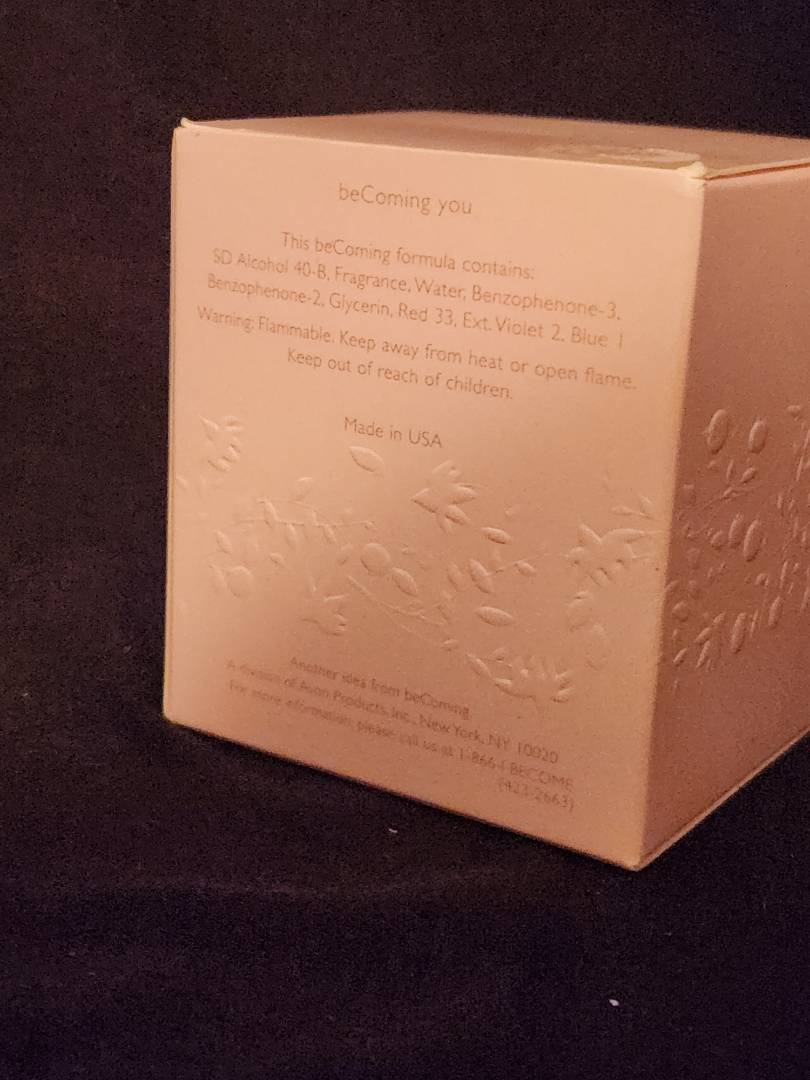 beComing you
This beComing formula contains:
SD Alcohol 40-B, Fragrance, Water, Benzophenone-3,
Benzophenone-2, Glycerin, Red 33, Ext. Violet 2, Blue 1
Warning: Flammable. Keep away from heat or open flame.
Keep out of reach of children.
Made in USA
Another idea from beComing.
A division of Avon Products, Inc., New York, NY 10020
For more information, please call us at 1-866-I BECOME
(423-2663)